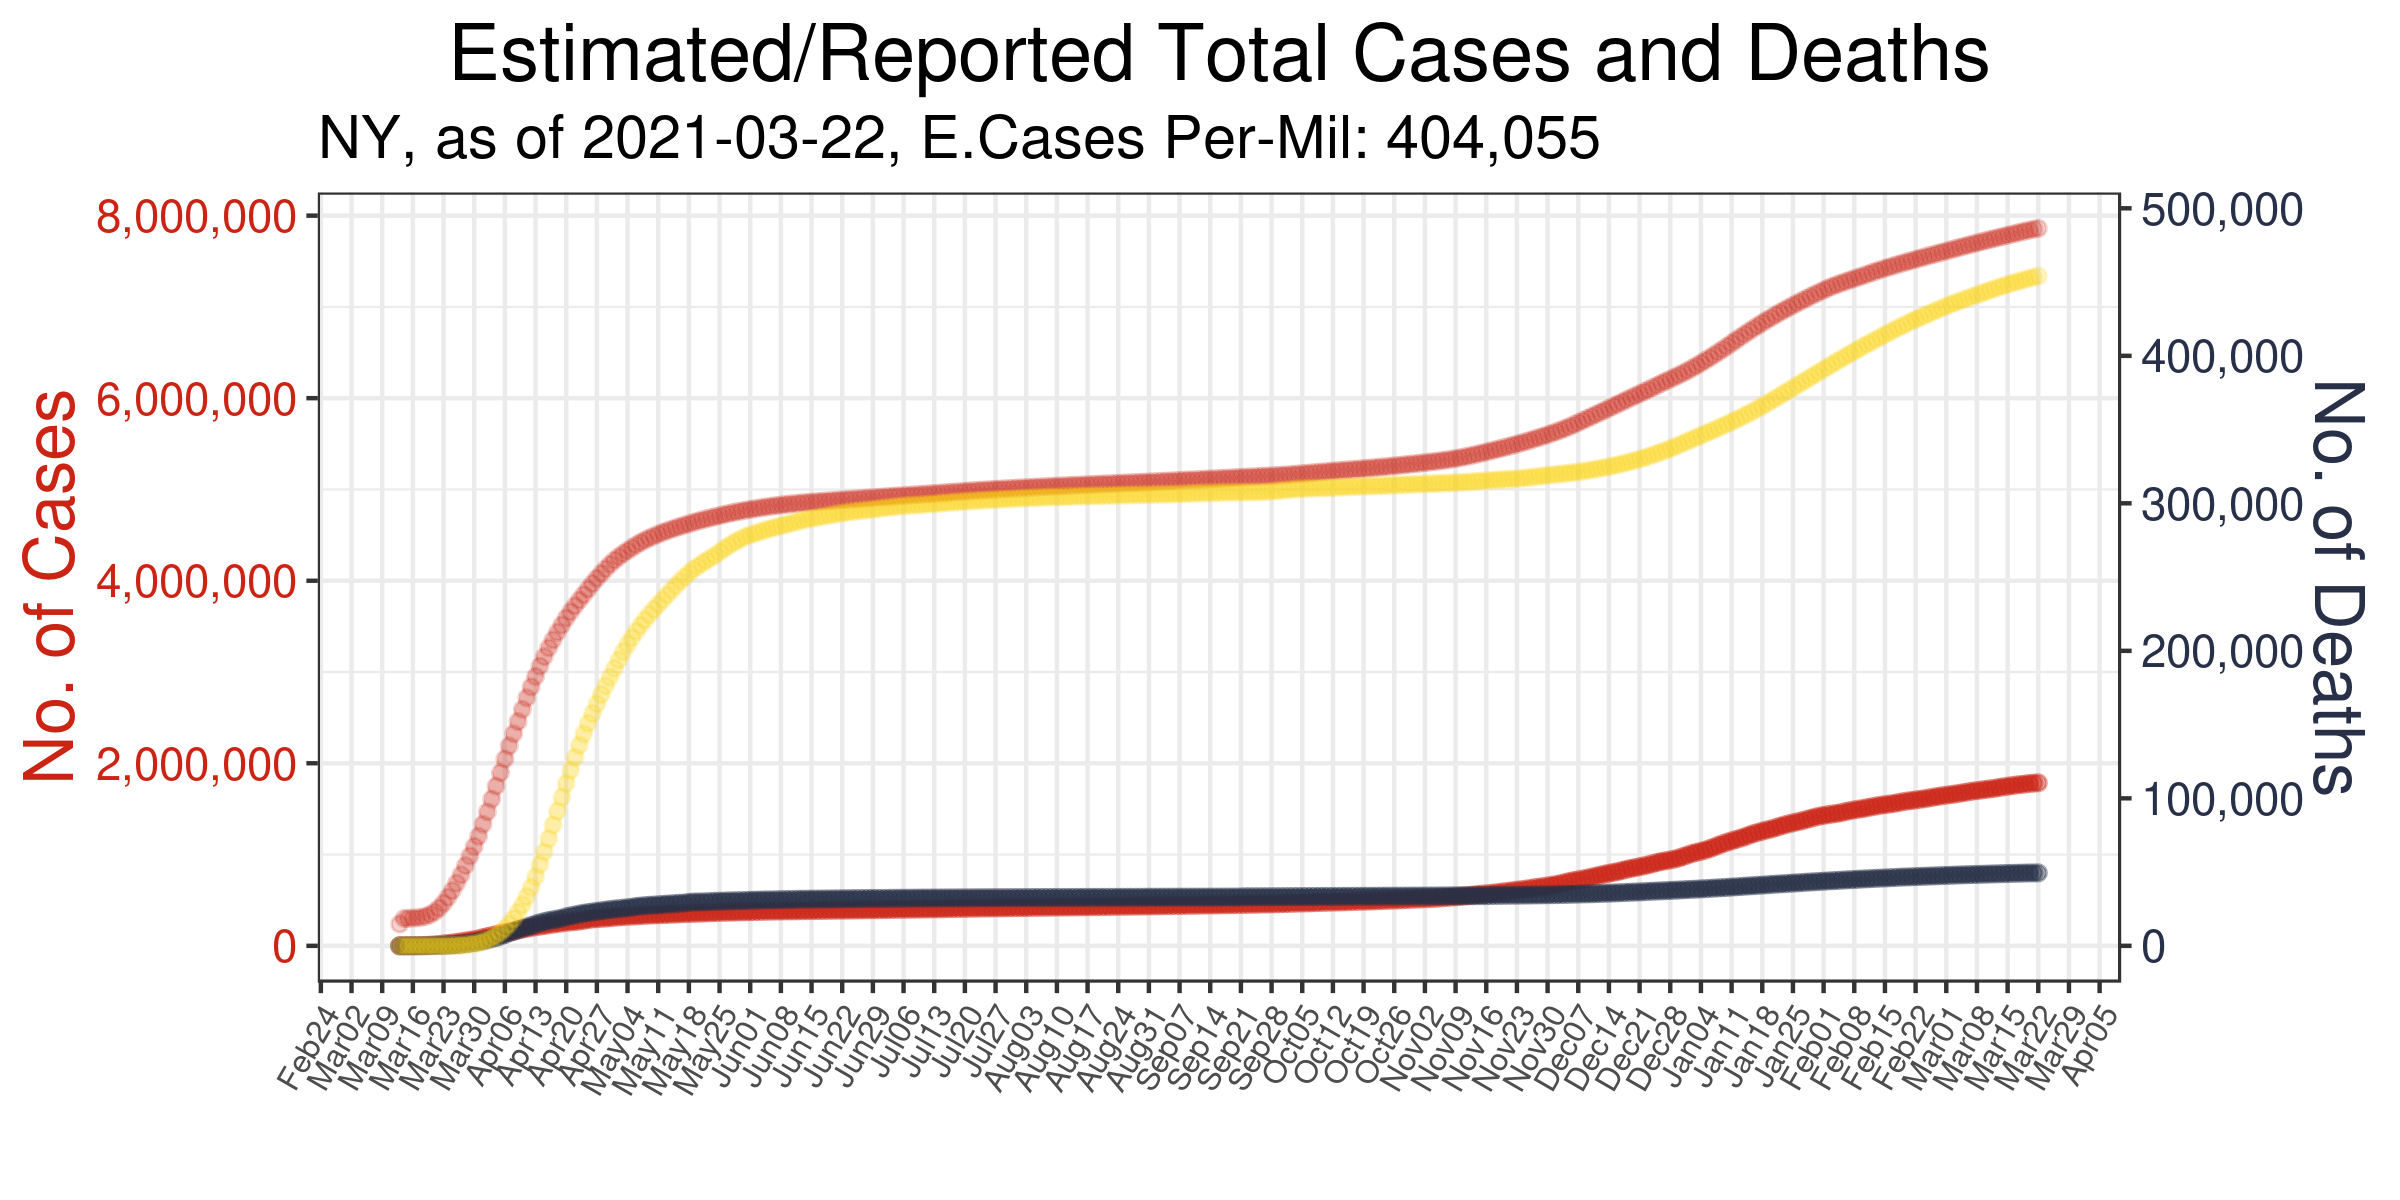 Estimated/Reported Total Cases and Deaths
NY, as of 2021-03-22, E.Cases Per-Mil: 404,055
No. of Cases
8,000,000
6,000,000
4,000,000
2,000,000
0
500,000
400,000
300,000
200,000
100,000
0
No. of Deaths
Feb24
Mar02
Mar09
Mar16
Mar23
Mar30
Apr06
Apr13
Apr20
Apr27
May04
May11
May18
May25
Jun01
Jun08
Jun15
Jun22
Jun29
Jul06
Jul13
Jul20
Jul27
Aug03
Aug10
Aug17
Aug24
Aug31
Sep07
Sep14
Sep21
Sep28
Oct05
Oct12
Oct19
Oct26
Nov02
Nov09
Nov16
Nov23
Nov30
Dec07
Dec14
Dec21
Dec28
Jan04
Jan11
Jan18
Jan25
Feb01
Feb08
Feb15
Feb22
Mar01
Mar08
Mar15
Mar22
Mar29
Apr05